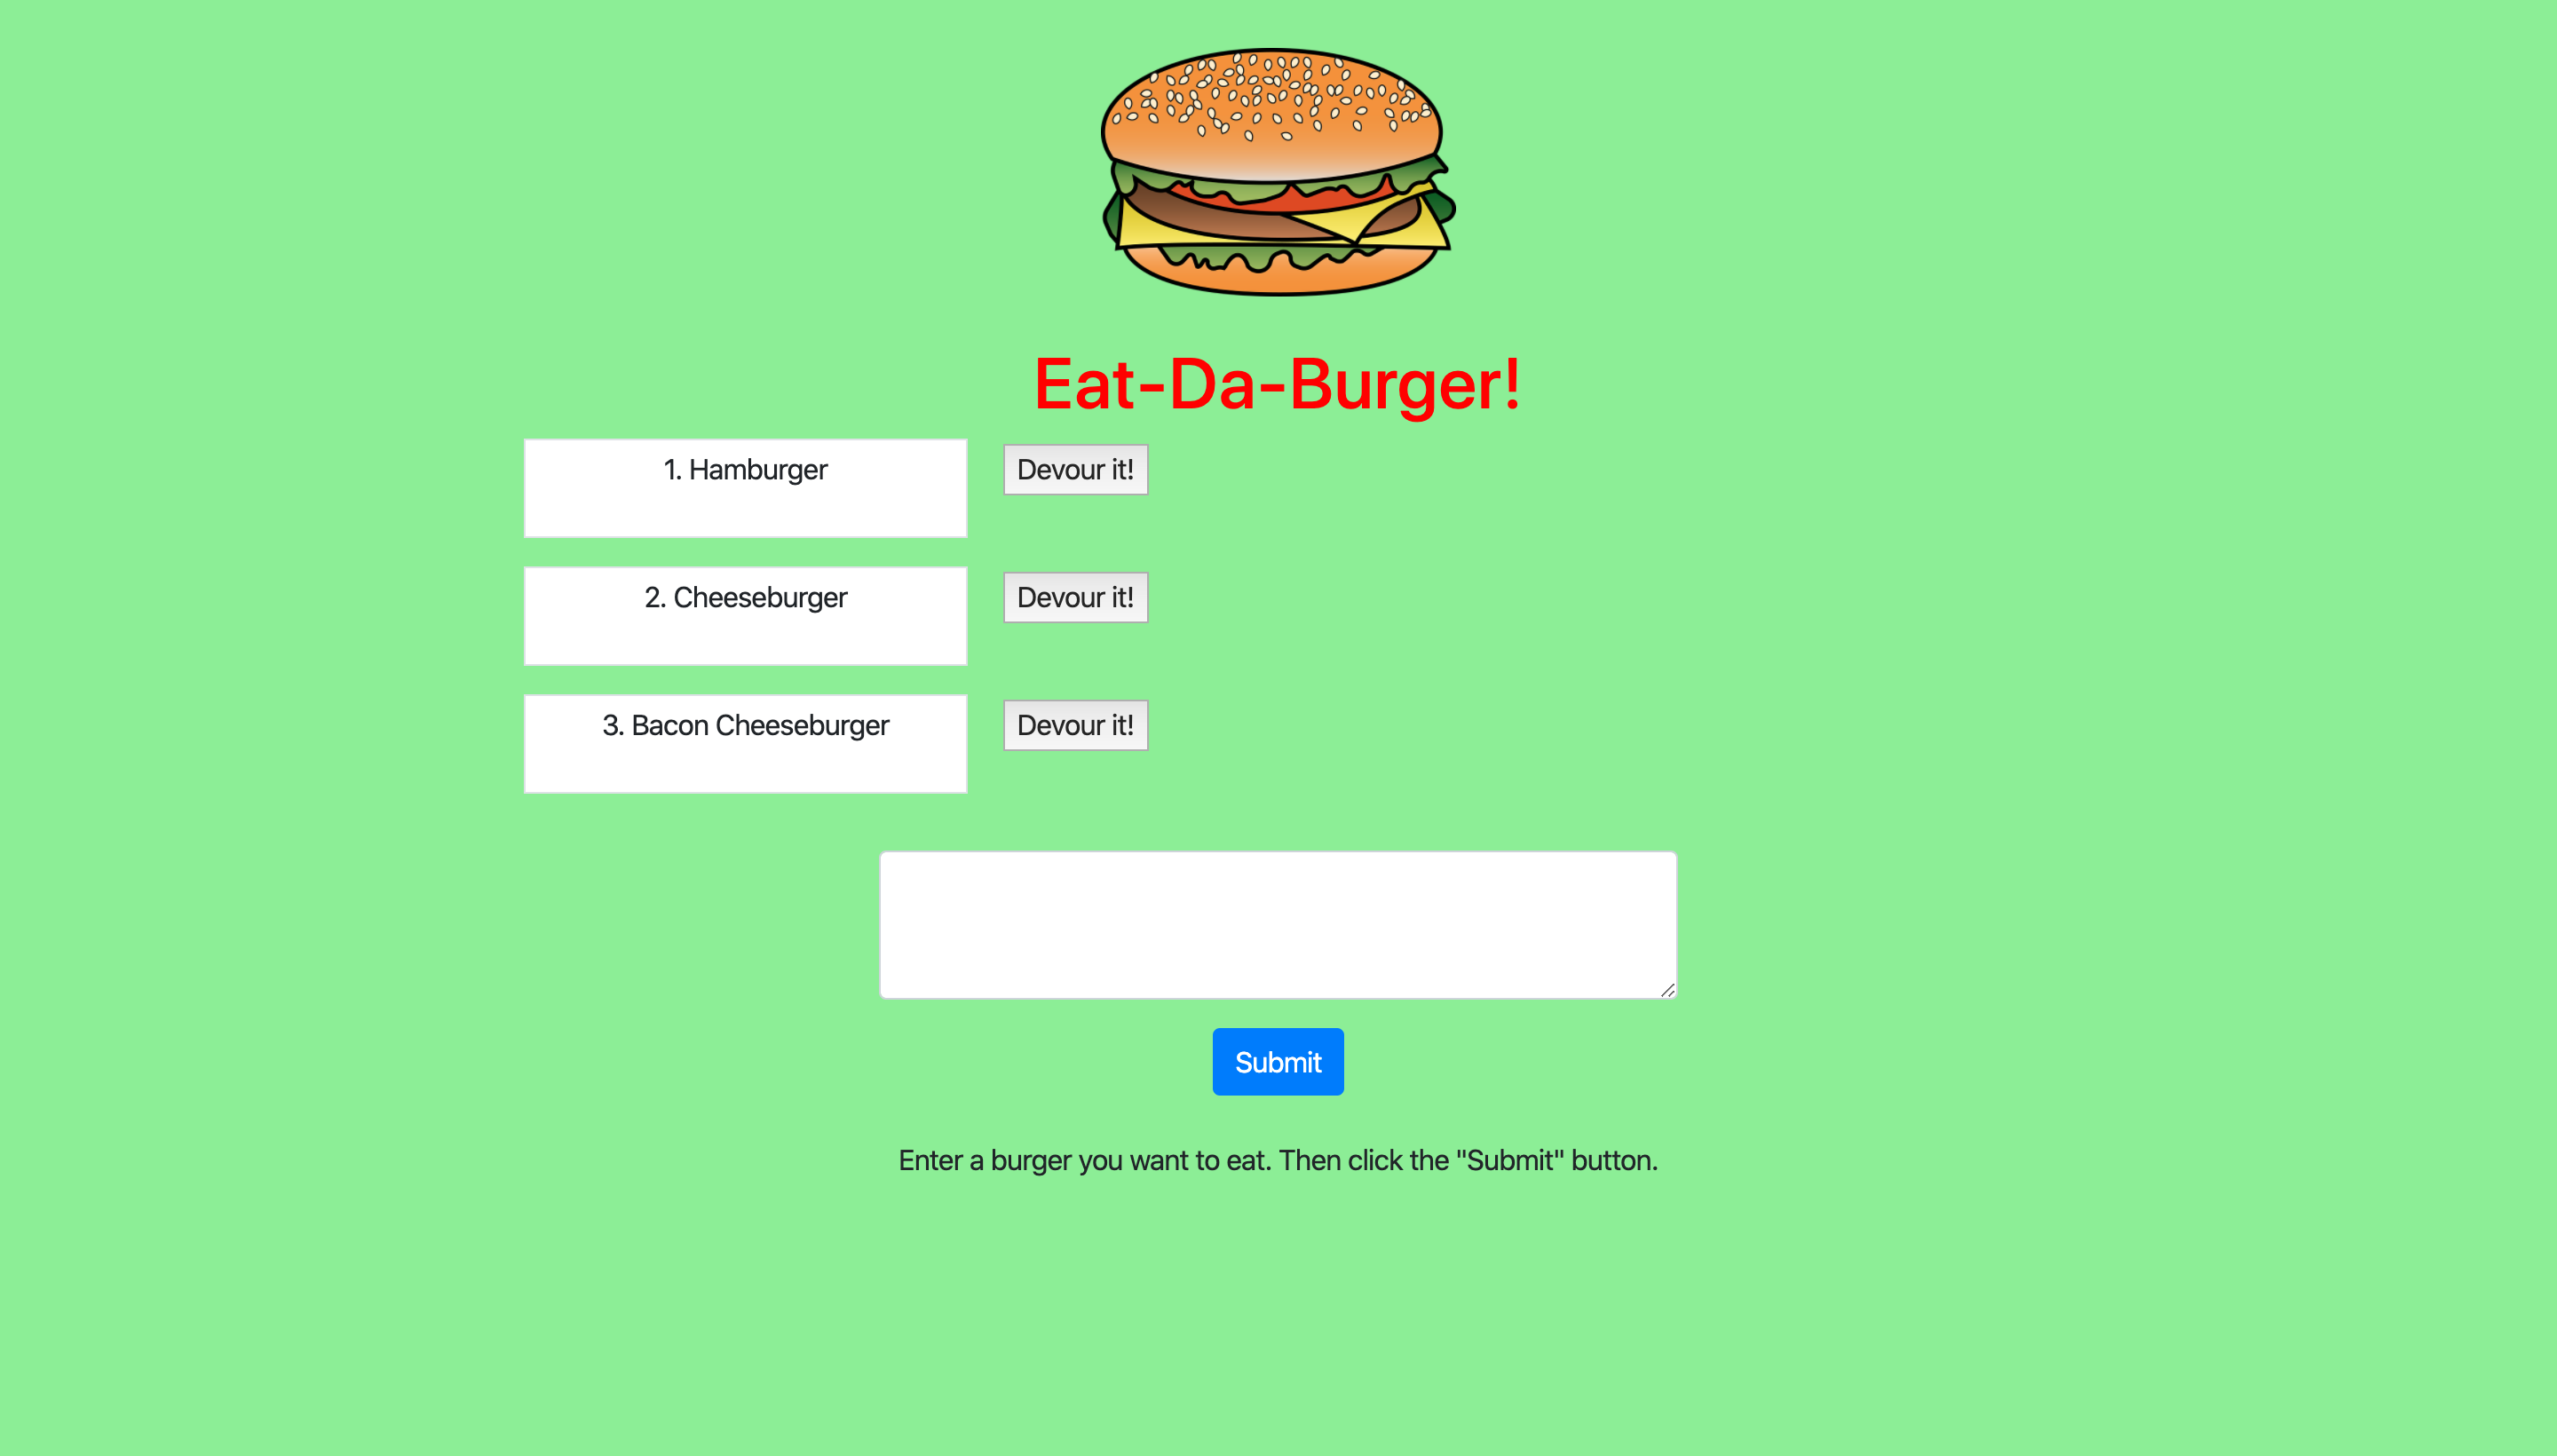 Eat-Da-Burger!
1. Hamburger Devour it!
2. Cheeseburger Devour it!
3. Bacon Cheeseburger Devour it!
Submit
Enter a burger you want to eat. Then click the "Submit" button.